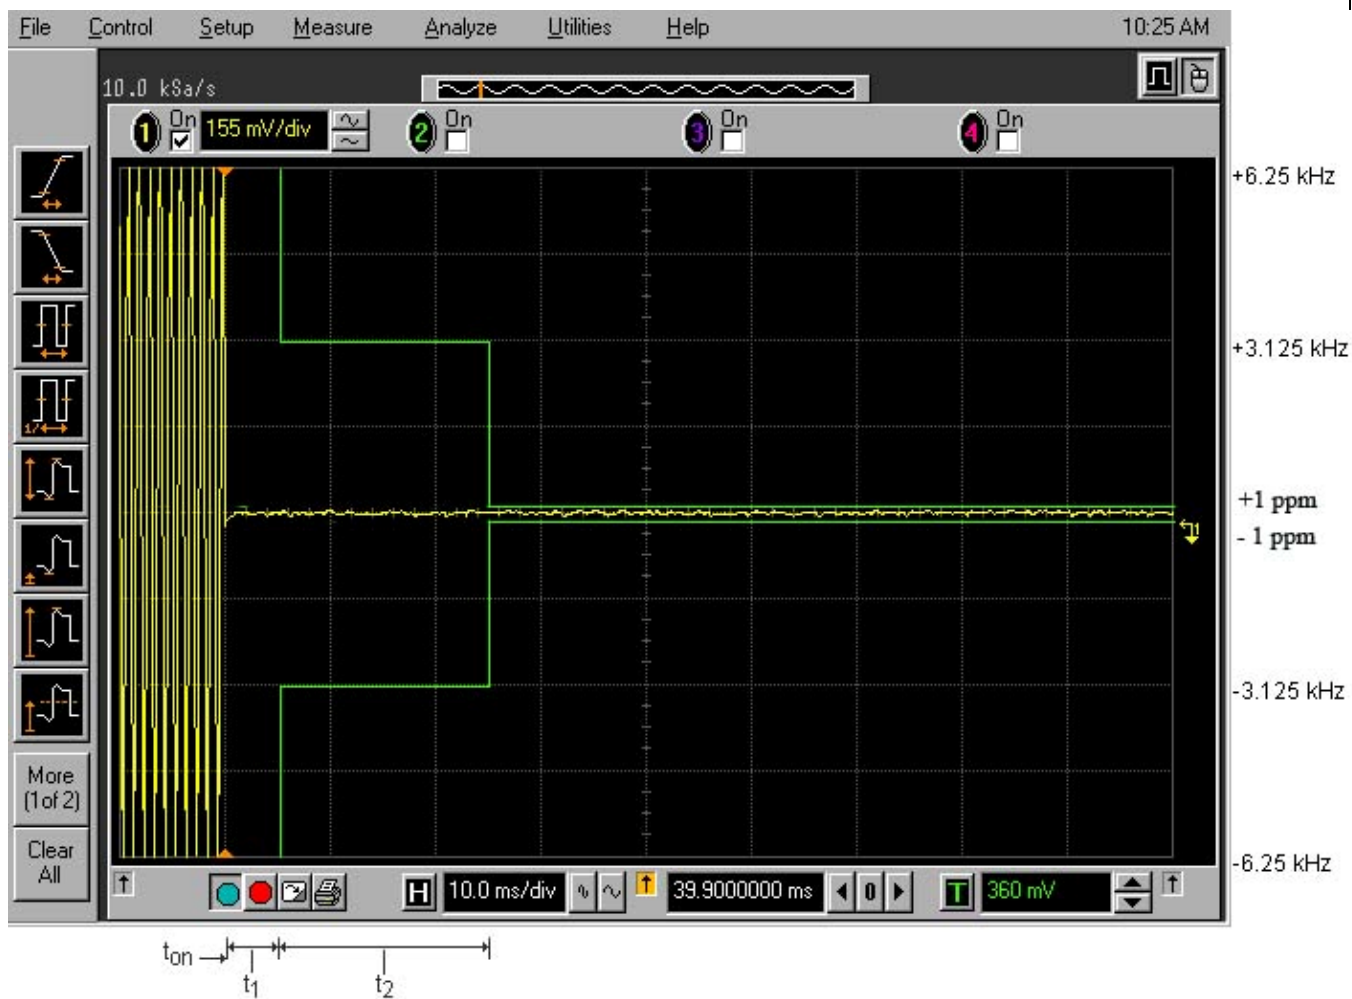 File Control Setup Measure Analyze Utilities Help 10:25 AM
10.0 kSa/s
1 On 155 mV/div 2 On 3 On 4 On
+6.25 kHz
+3.125 kHz
1/
+1 ppm
1
- 1 ppm
-3.125 kHz
More
(1of 2)
Clear
All
-6.25 kHz
H 10.0 ms/div 39.9000000 ms 0 T 360 mV
ton
t1 t2